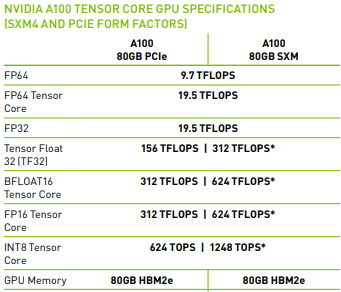 NVIDIA A100 TENSOR CORE GPU SPECIFICATIONS
(SXM4 AND PCIE FORM FACTORS)
A100
80GB PCIe
A100
80GB SXM
FP64
9.7 TFLOPS
FP64 Tensor
Core
19.5 TFLOPS
FP32
19.5 TFLOPS
Tensor Float
32 (TF32)
156 TFLOPS | 312 TFLOPS*
BFLOAT16
Tensor Core
312 TFLOPS | 624 TFLOPS*
FP16 Tensor
Core
312 TFLOPS | 624 TFLOPS*
INT8 Tensor
Core
624 TOPS | 1248 TOPS*
GPU Memory
80GB HBM2e
80GB HBM2e